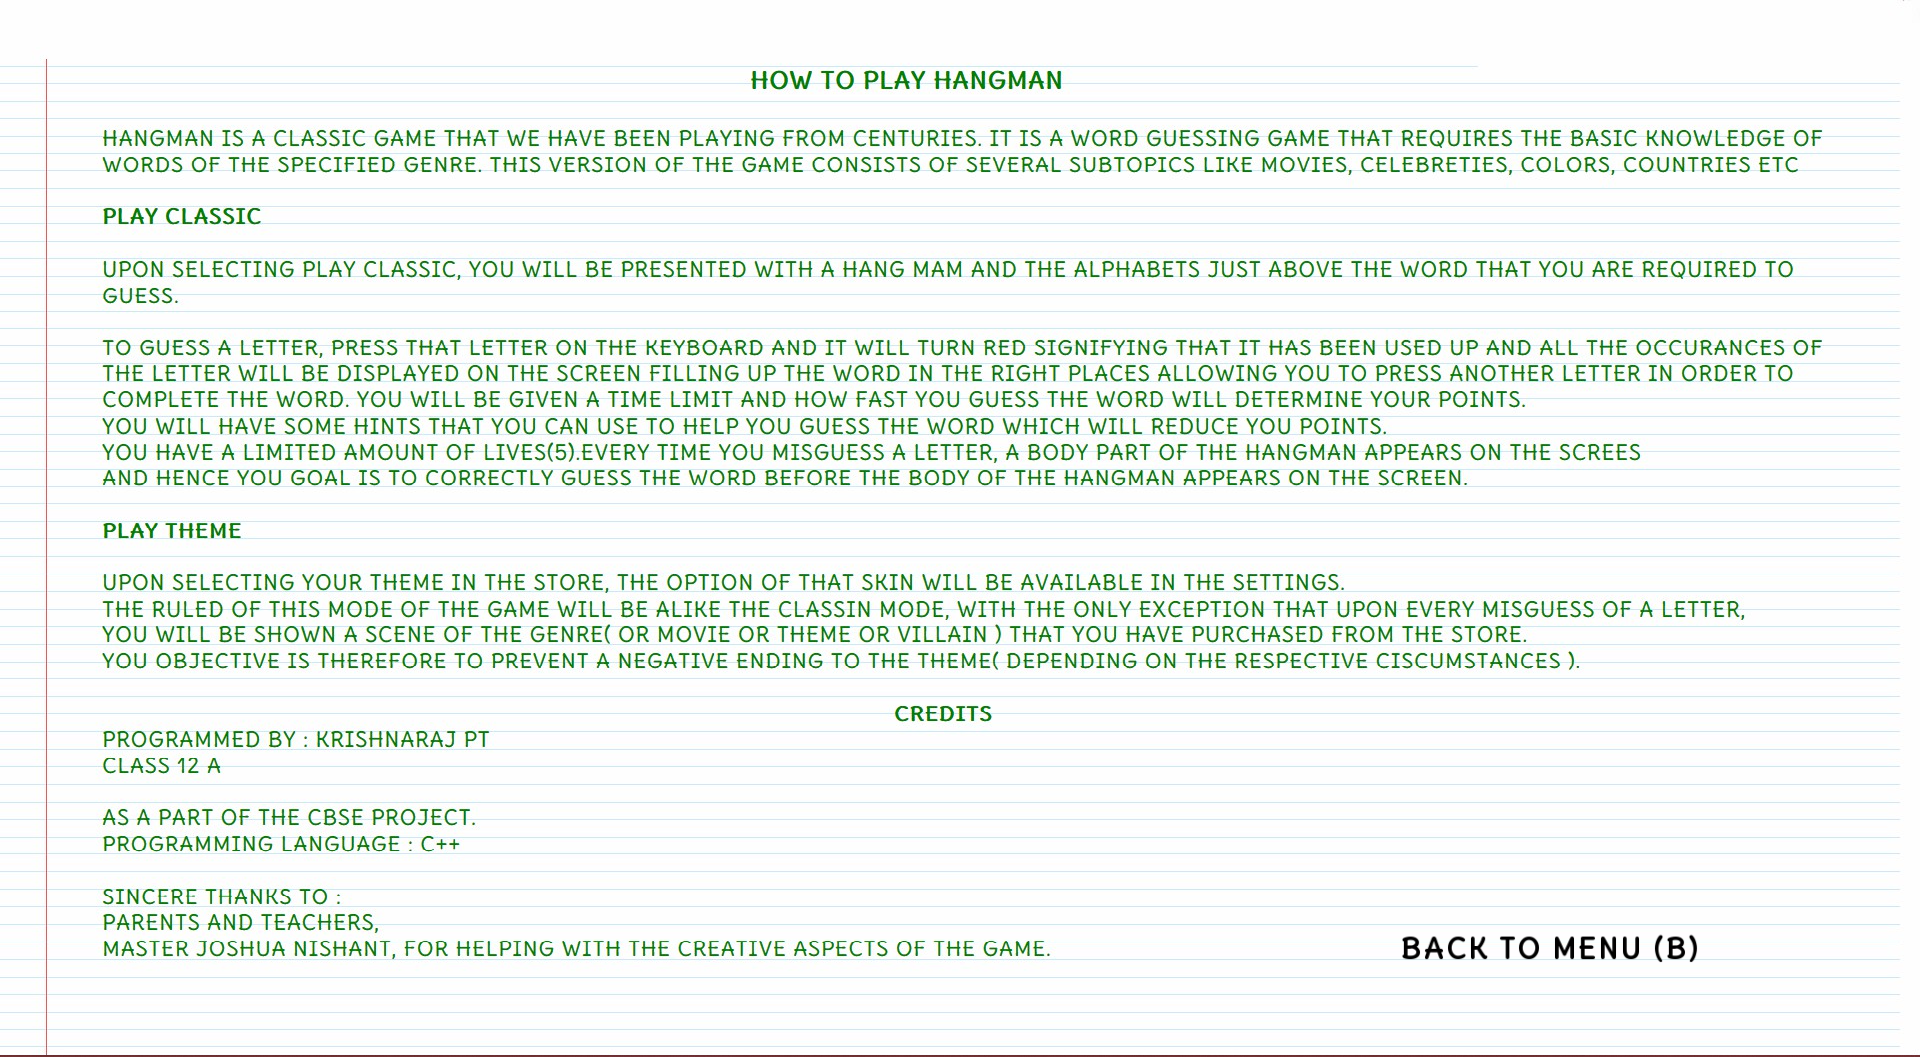 HOW TO PLAY HANGMAN
HANGMAN IS A CLASSIC GAME THAT WE HAVE BEEN PLAYING FROM CENTURIES. IT IS A WORD GUESSING GAME THAT REQUIRES THE BASIC KNOWLEDGE OF
WORDS OF THE SPECIFIED GENRE. THIS VERSION OF THE GAME CONSISTS OF SEVERAL SUBTOPICS LIKE MOVIES, CELEBRETIES, COLORS, COUNTRIES ETC
PLAY CLASSIC
UPON SELECTING PLAY CLASSIC, YOU WILL BE PRESENTED WITH A HANG MAM AND THE ALPHABETS JUST ABOVE THE WORD THAT YOU ARE REQUIRED TO
GUESS.
TO GUESS A LETTER, PRESS THAT LETTER ON THE KEYBOARD AND IT WILL TURN RED SIGNIFYING THAT IT HAS BEEN USED UP AND ALL THE OCCURANCES OF
THE LETTER WILL BE DISPLAYED ON THE SCREEN FILLING UP THE WORD IN THE RIGHT PLACES ALLOWING YOU TO PRESS ANOTHER LETTER IN ORDER TO
COMPLETE THE WORD. YOU WILL BE GIVEN A TIME LIMIT AND HOW FAST YOU GUESS THE WORD WILL DETERMINE YOUR POINTS.
YOU WILL HAVE SOME HINTS THAT YOU CAN USE TO HELP YOU GUESS THE WORD WHICH WILL REDUCE YOU POINTS.
YOU HAVE A LIMITED AMOUNT OF LIVES(5).EVERY TIME YOU MISGUESS A LETTER, A BODY PART OF THE HANGMAN APPEARS ON THE SCREES
AND HENCE YOU GOAL IS TO CORRECTLY GUESS THE WORD BEFORE THE BODY OF THE HANGMAN APPEARS ON THE SCREEN.
PLAY THEME
UPON SELECTING YOUR THEME IN THE STORE, THE OPTION OF THAT SKIN WILL BE AVAILABLE IN THE SETTINGS.
THE RULED OF THIS MODE OF THE GAME WILL BE ALIKE THE CLASSIN MODE, WITH THE ONLY EXCEPTION THAT UPON EVERY MISGUESS OF A LETTER,
YOU WILL BE SHOWN A SCENE OF THE GENRE( OR MOVIE OR THEME OR VILLAIN ) THAT YOU HAVE PURCHASED FROM THE STORE.
YOU OBJECTIVE IS THEREFORE TO PREVENT A NEGATIVE ENDING TO THE THEME( DEPENDING ON THE RESPECTIVE CISCUMSTANCES ).
CREDITS
PROGRAMMED BY : KRISHNARAJ PT
CLASS 12 A
AS A PART OF THE CBSE PROJECT.
PROGRAMMING LANGUAGE : C++
SINCERE THANKS TO :
PARENTS AND TEACHERS,
MASTER JOSHUA NISHANT, FOR HELPING WITH THE CREATIVE ASPECTS OF THE GAME.
BACK TO MENU (B)